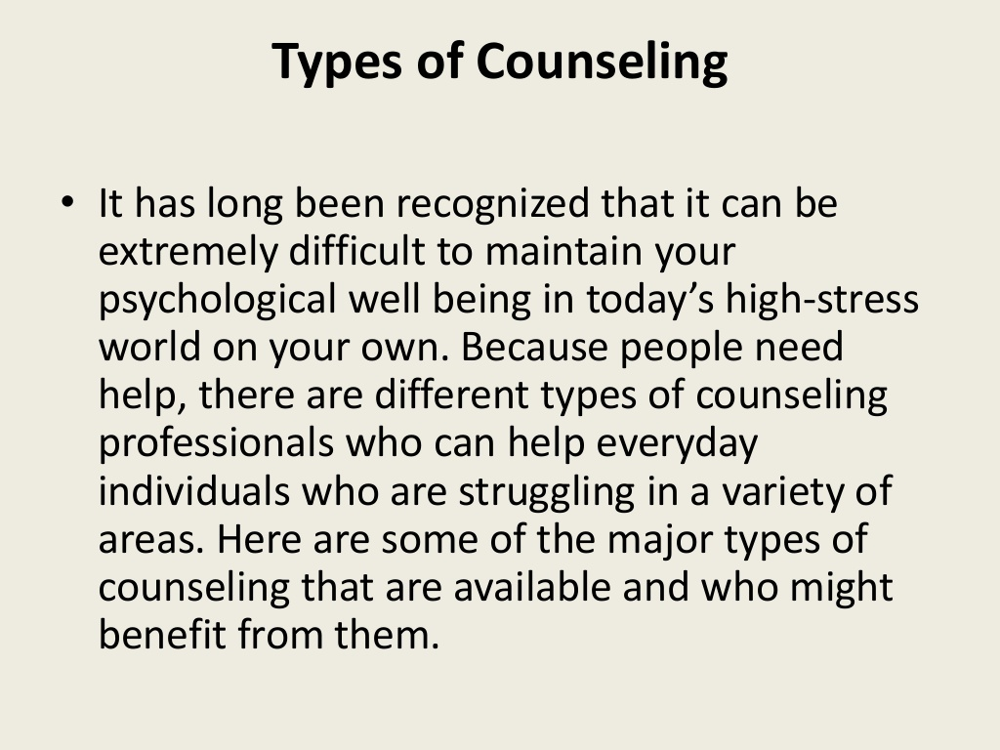 Types of Counseling
• It has long been recognized that it can be
extremely difficult to maintain your
psychological well being in today’s high-stress
world on your own. Because people need
help, there are different types of counseling
professionals who can help everyday
individuals who are struggling in a variety of
areas. Here are some of the major types of
counseling that are available and who might
benefit from them.